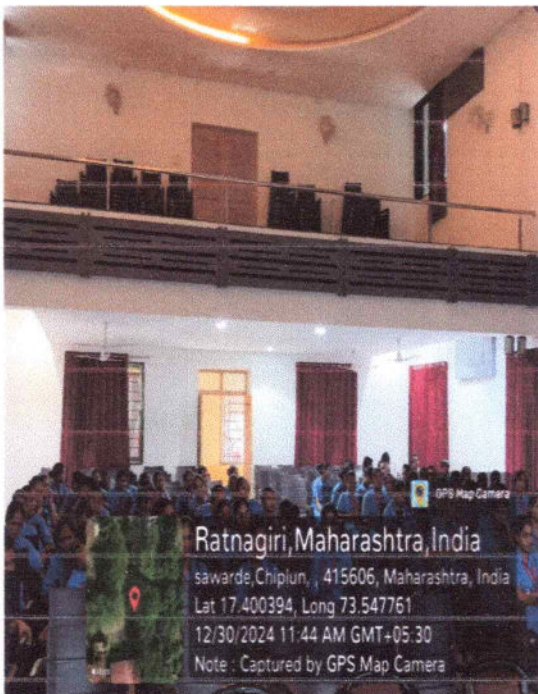 GPS Map Camera
Ratnagiri,Maharashtra,India
sawarde,Chiplun, , 415606, Maharashtra, India
Lat 17.400394, Long 73.547761
12/30/2024 11:44 AM GMT+05:30
Note : Captured by GPS Map Camera